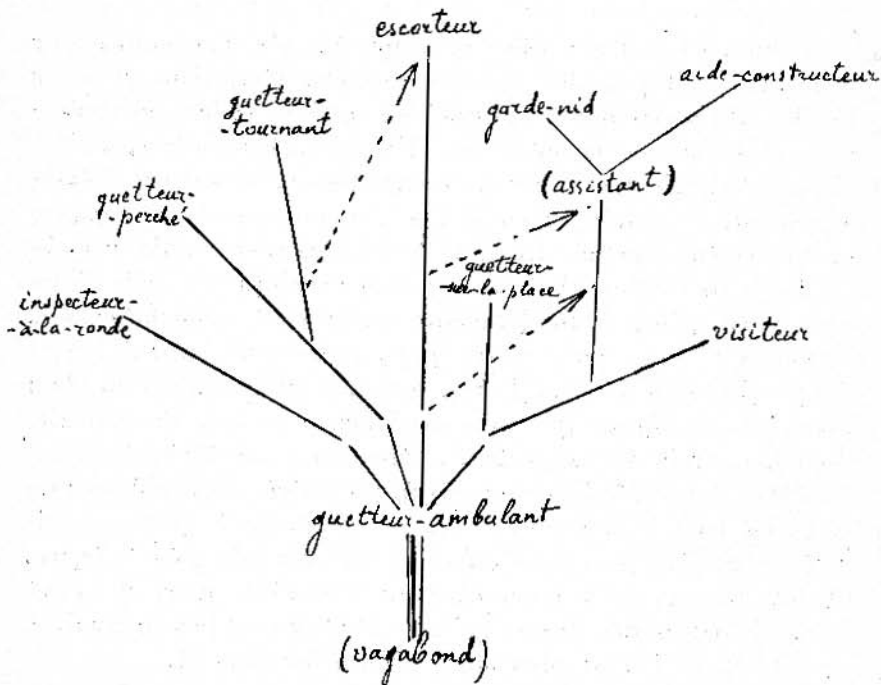 escorteur
guetteur-
-tournant
aide-constructeur
garde-nid
(assistant)
guetteur-
-perché
guetteur-
-sur-la-place
inspecteur-
-à-la-ronde
visiteur
guetteur-ambulant
(vagabond)